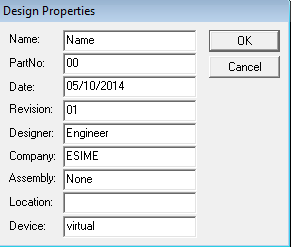 Design Properties
Name: Name
OK
PartNo: 00
Cancel
Date: 05/10/2014
Revision: 01
Designer: Engineer
Company: ESIME
Assembly: None
Location:
Device: virtual